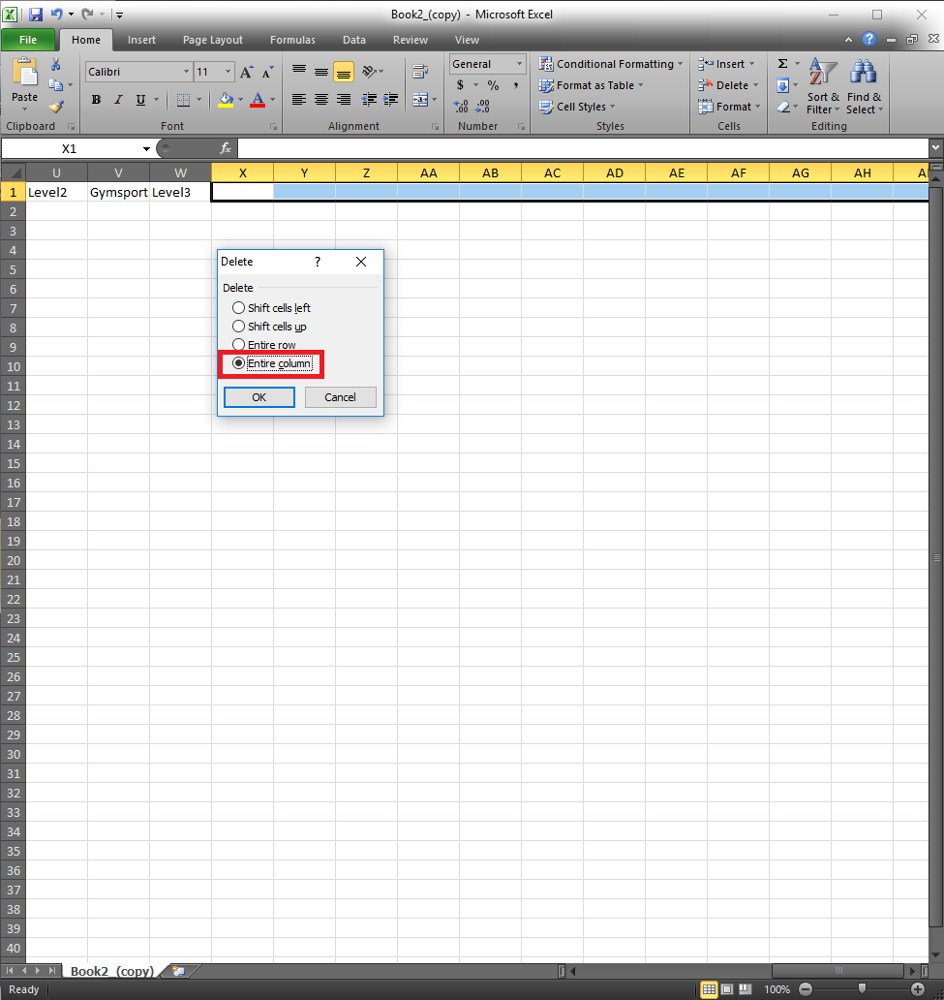 Book2_(copy) - Microsoft Excel
File Home Insert Page Layout Formulas Data Review View
Paste
Calibri 11
B I U
General
$ % ,
Conditional Formatting
Format as Table
Cell Styles
Insert
Delete
Format
Σ
Sort & Filter
Find & Select
Clipboard Font Alignment Number Styles Cells Editing
X1 fx
U V W X Y Z AA AB AC AD AE AF AG AH
1 Level2 Gymsport Level3
2
3
4
5
6
7
8
9
10
11
12
13
14
15
16
17
18
19
20
21
22
23
24
25
26
27
28
29
30
31
32
33
34
35
36
37
38
39
40
Delete ?
Delete
Shift cells left
Shift cells up
Entire row
Entire column
OK Cancel
Book2_(copy)
Ready 100%